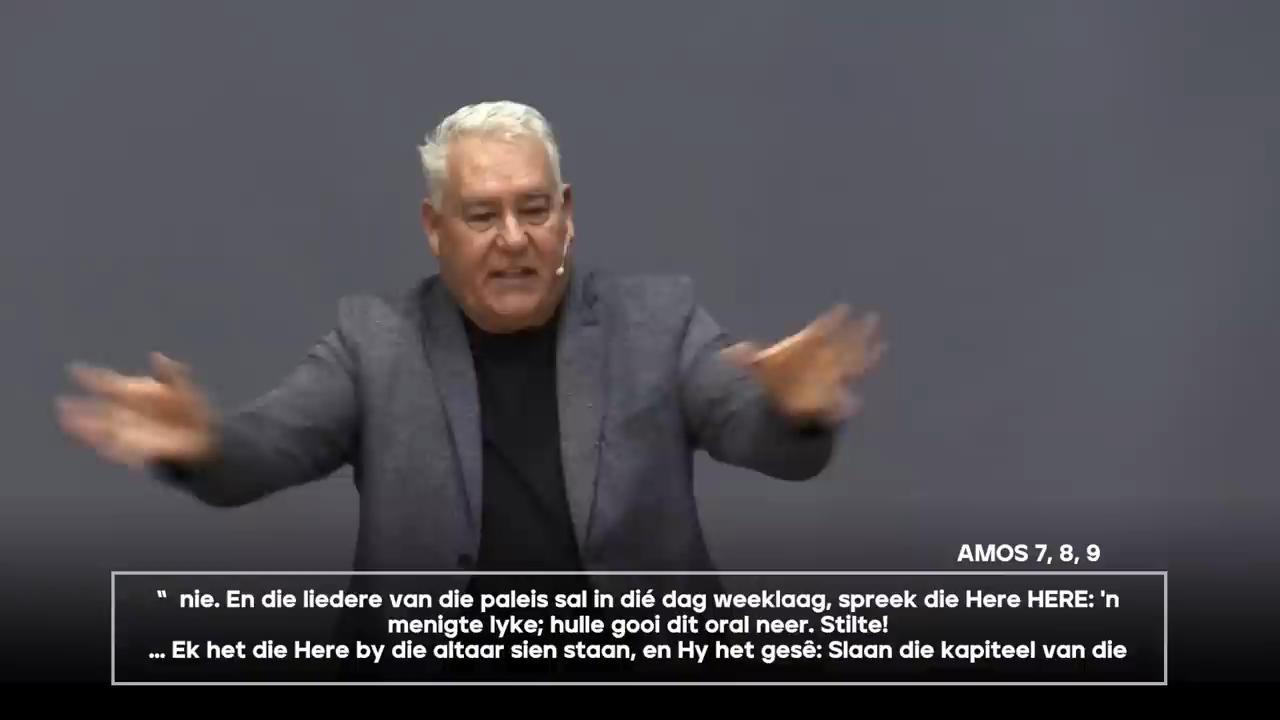 AMOS 7, 8, 9
“ nie. En die liedere van die paleis sal in dié dag weeklaag, spreek die Here HERE: 'n
menigte lyke; hulle gooi dit oral neer. Stilte!
... Ek het die Here by die altaar sien staan, en Hy het gesê: Slaan die kapiteel van die